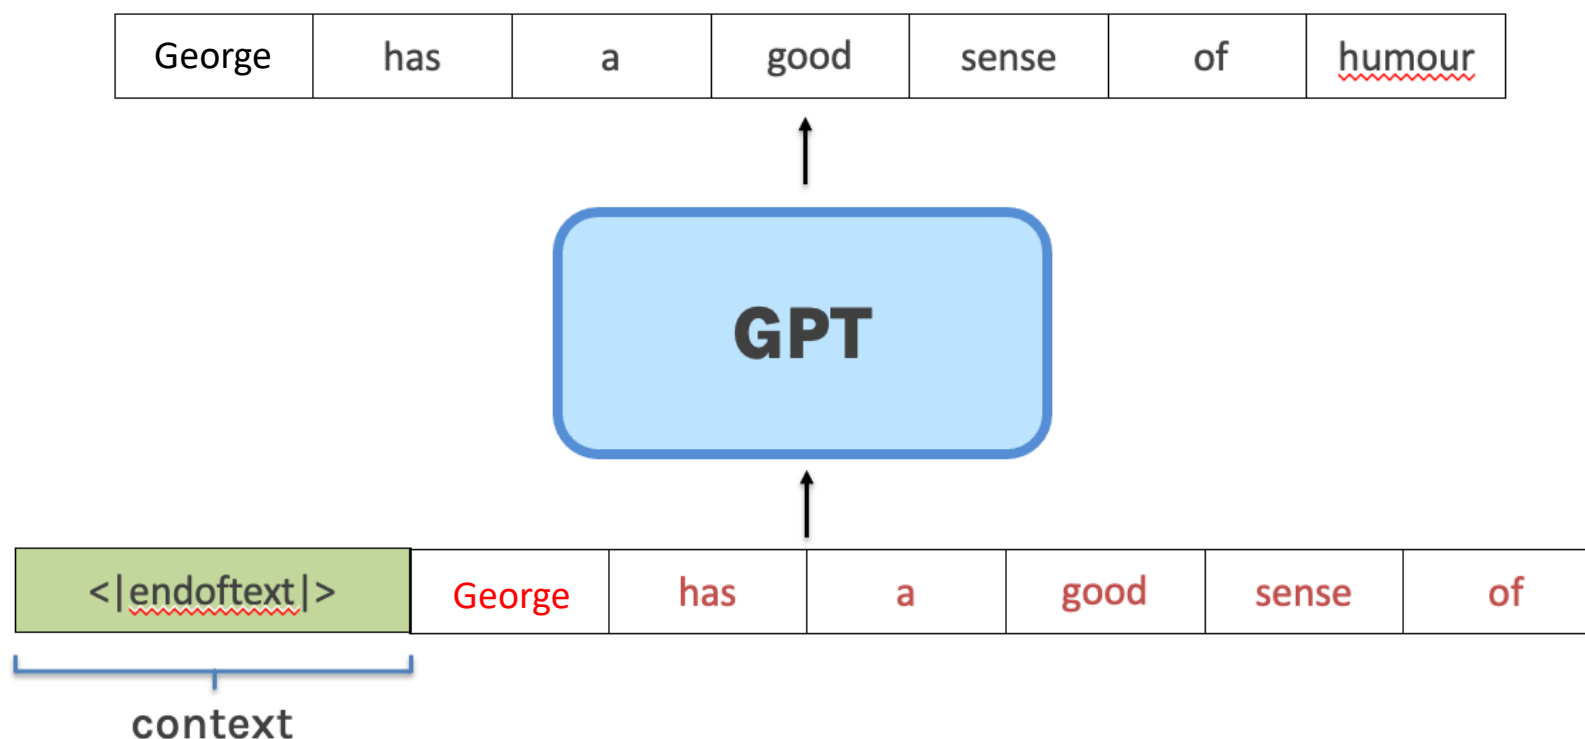 George has a good sense of humour
GPT
<|endoftext|> George has a good sense of
context